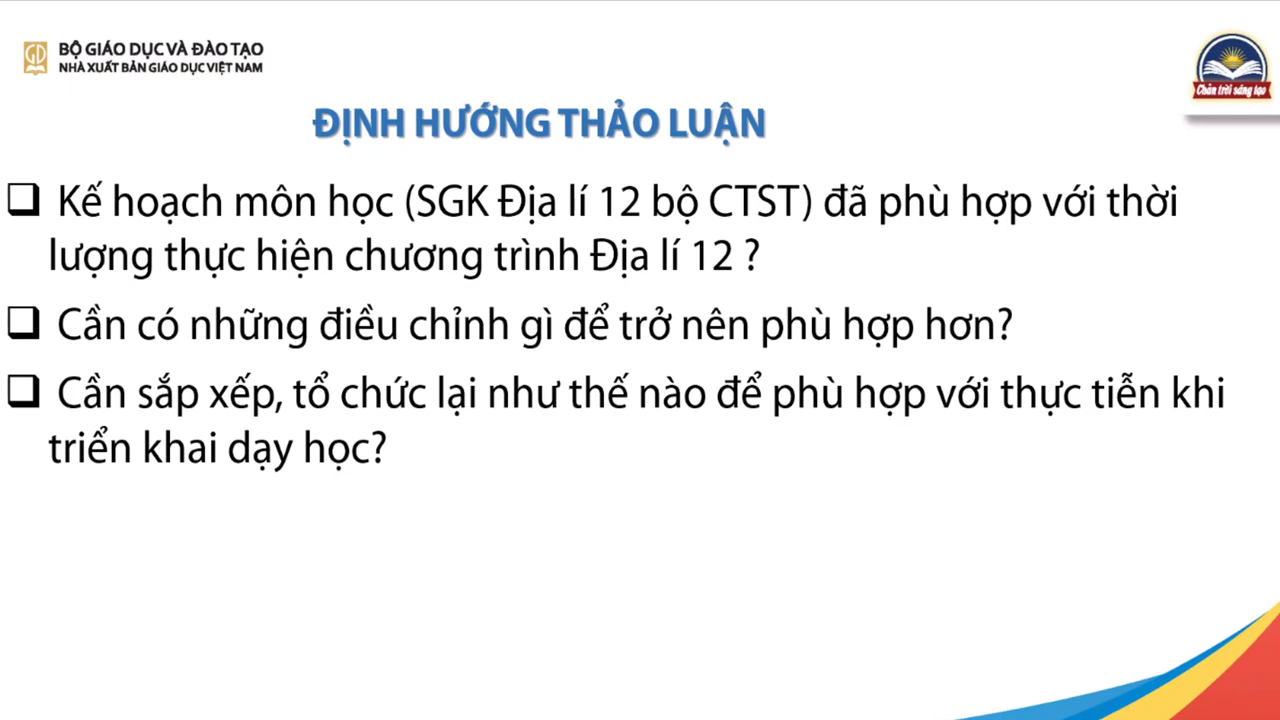 BỘ GIÁO DỤC VÀ ĐÀO TẠO
NHÀ XUẤT BẢN GIÁO DỤC VIỆT NAM
Chân trời sáng tạo
ĐỊNH HƯỚNG THẢO LUẬN
Kế hoạch môn học (SGK Địa lí 12 bộ CTST) đã phù hợp với thời
lượng thực hiện chương trình Địa lí 12 ?
Cần có những điều chỉnh gì để trở nên phù hợp hơn?
Cần sắp xếp, tổ chức lại như thế nào để phù hợp với thực tiễn khi
triển khai dạy học?